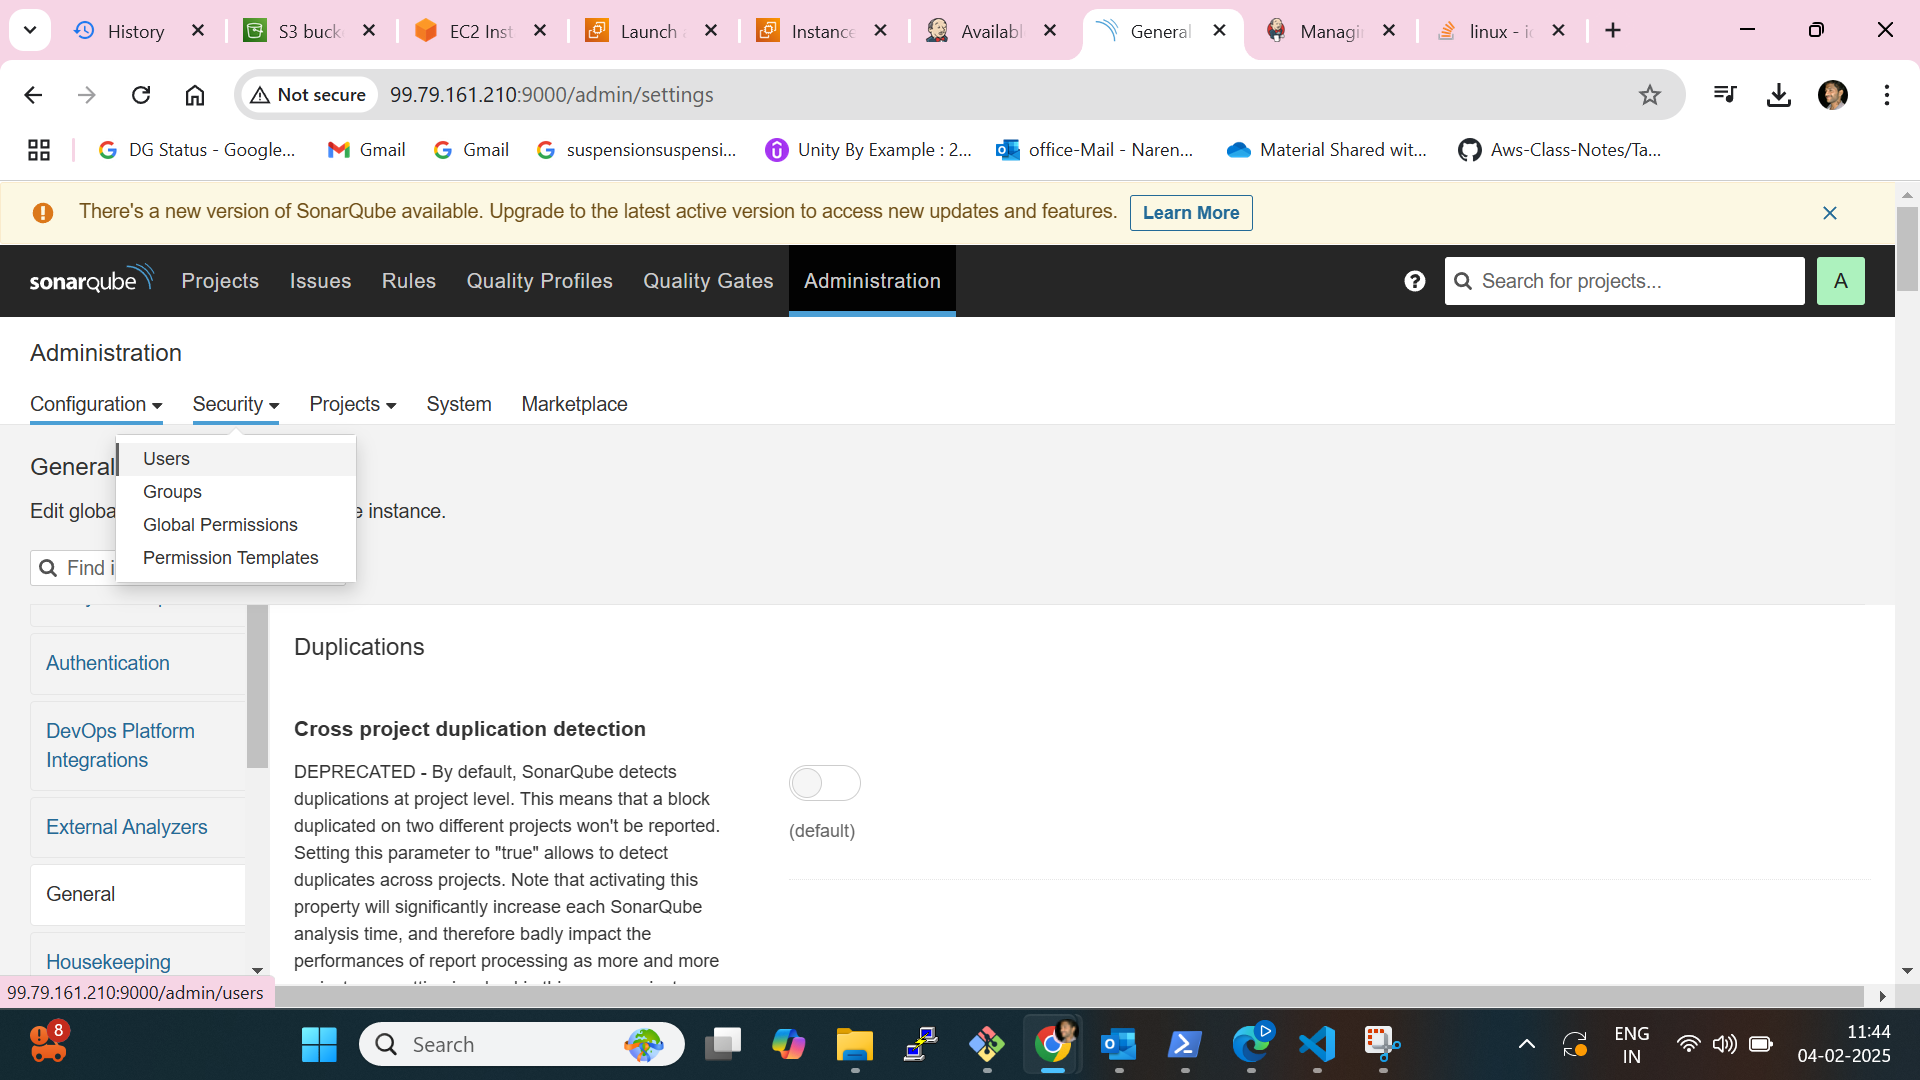 History
S3 buck
EC2 Inst
Launch a
Instance
Availabl
General
Managi
linux - i
Not secure
99.79.161.210:9000/admin/settings
DG Status - Google...
Gmail
Gmail
suspensionsuspensi...
Unity By Example : 2...
office-Mail - Naren...
Material Shared wit...
Aws-Class-Notes/Ta...
There's a new version of SonarQube available. Upgrade to the latest active version to access new updates and features.
Learn More
sonarqube
Projects
Issues
Rules
Quality Profiles
Quality Gates
Administration
Search for projects...
A
Administration
Configuration
Security
Projects
System
Marketplace
General
Users
Groups
Global Permissions
Permission Templates
Edit globa
e instance.
Find i
Authentication
DevOps Platform
Integrations
External Analyzers
General
Housekeeping
Duplications
Cross project duplication detection
DEPRECATED - By default, SonarQube detects
duplications at project level. This means that a block
duplicated on two different projects won't be reported.
Setting this parameter to "true" allows to detect
duplicates across projects. Note that activating this
property will significantly increase each SonarQube
analysis time, and therefore badly impact the
performances of report processing as more and more
(default)
99.79.161.210:9000/admin/users
8
Search
ENG
IN
11:44
04-02-2025